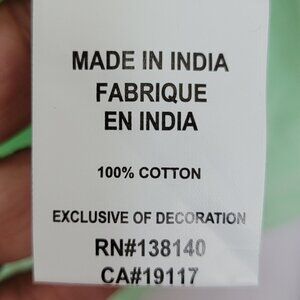 MADE IN INDIA
FABRIQUE
EN INDIA
100% COTTON
EXCLUSIVE OF DECORATION
RN#138140
CA#19117